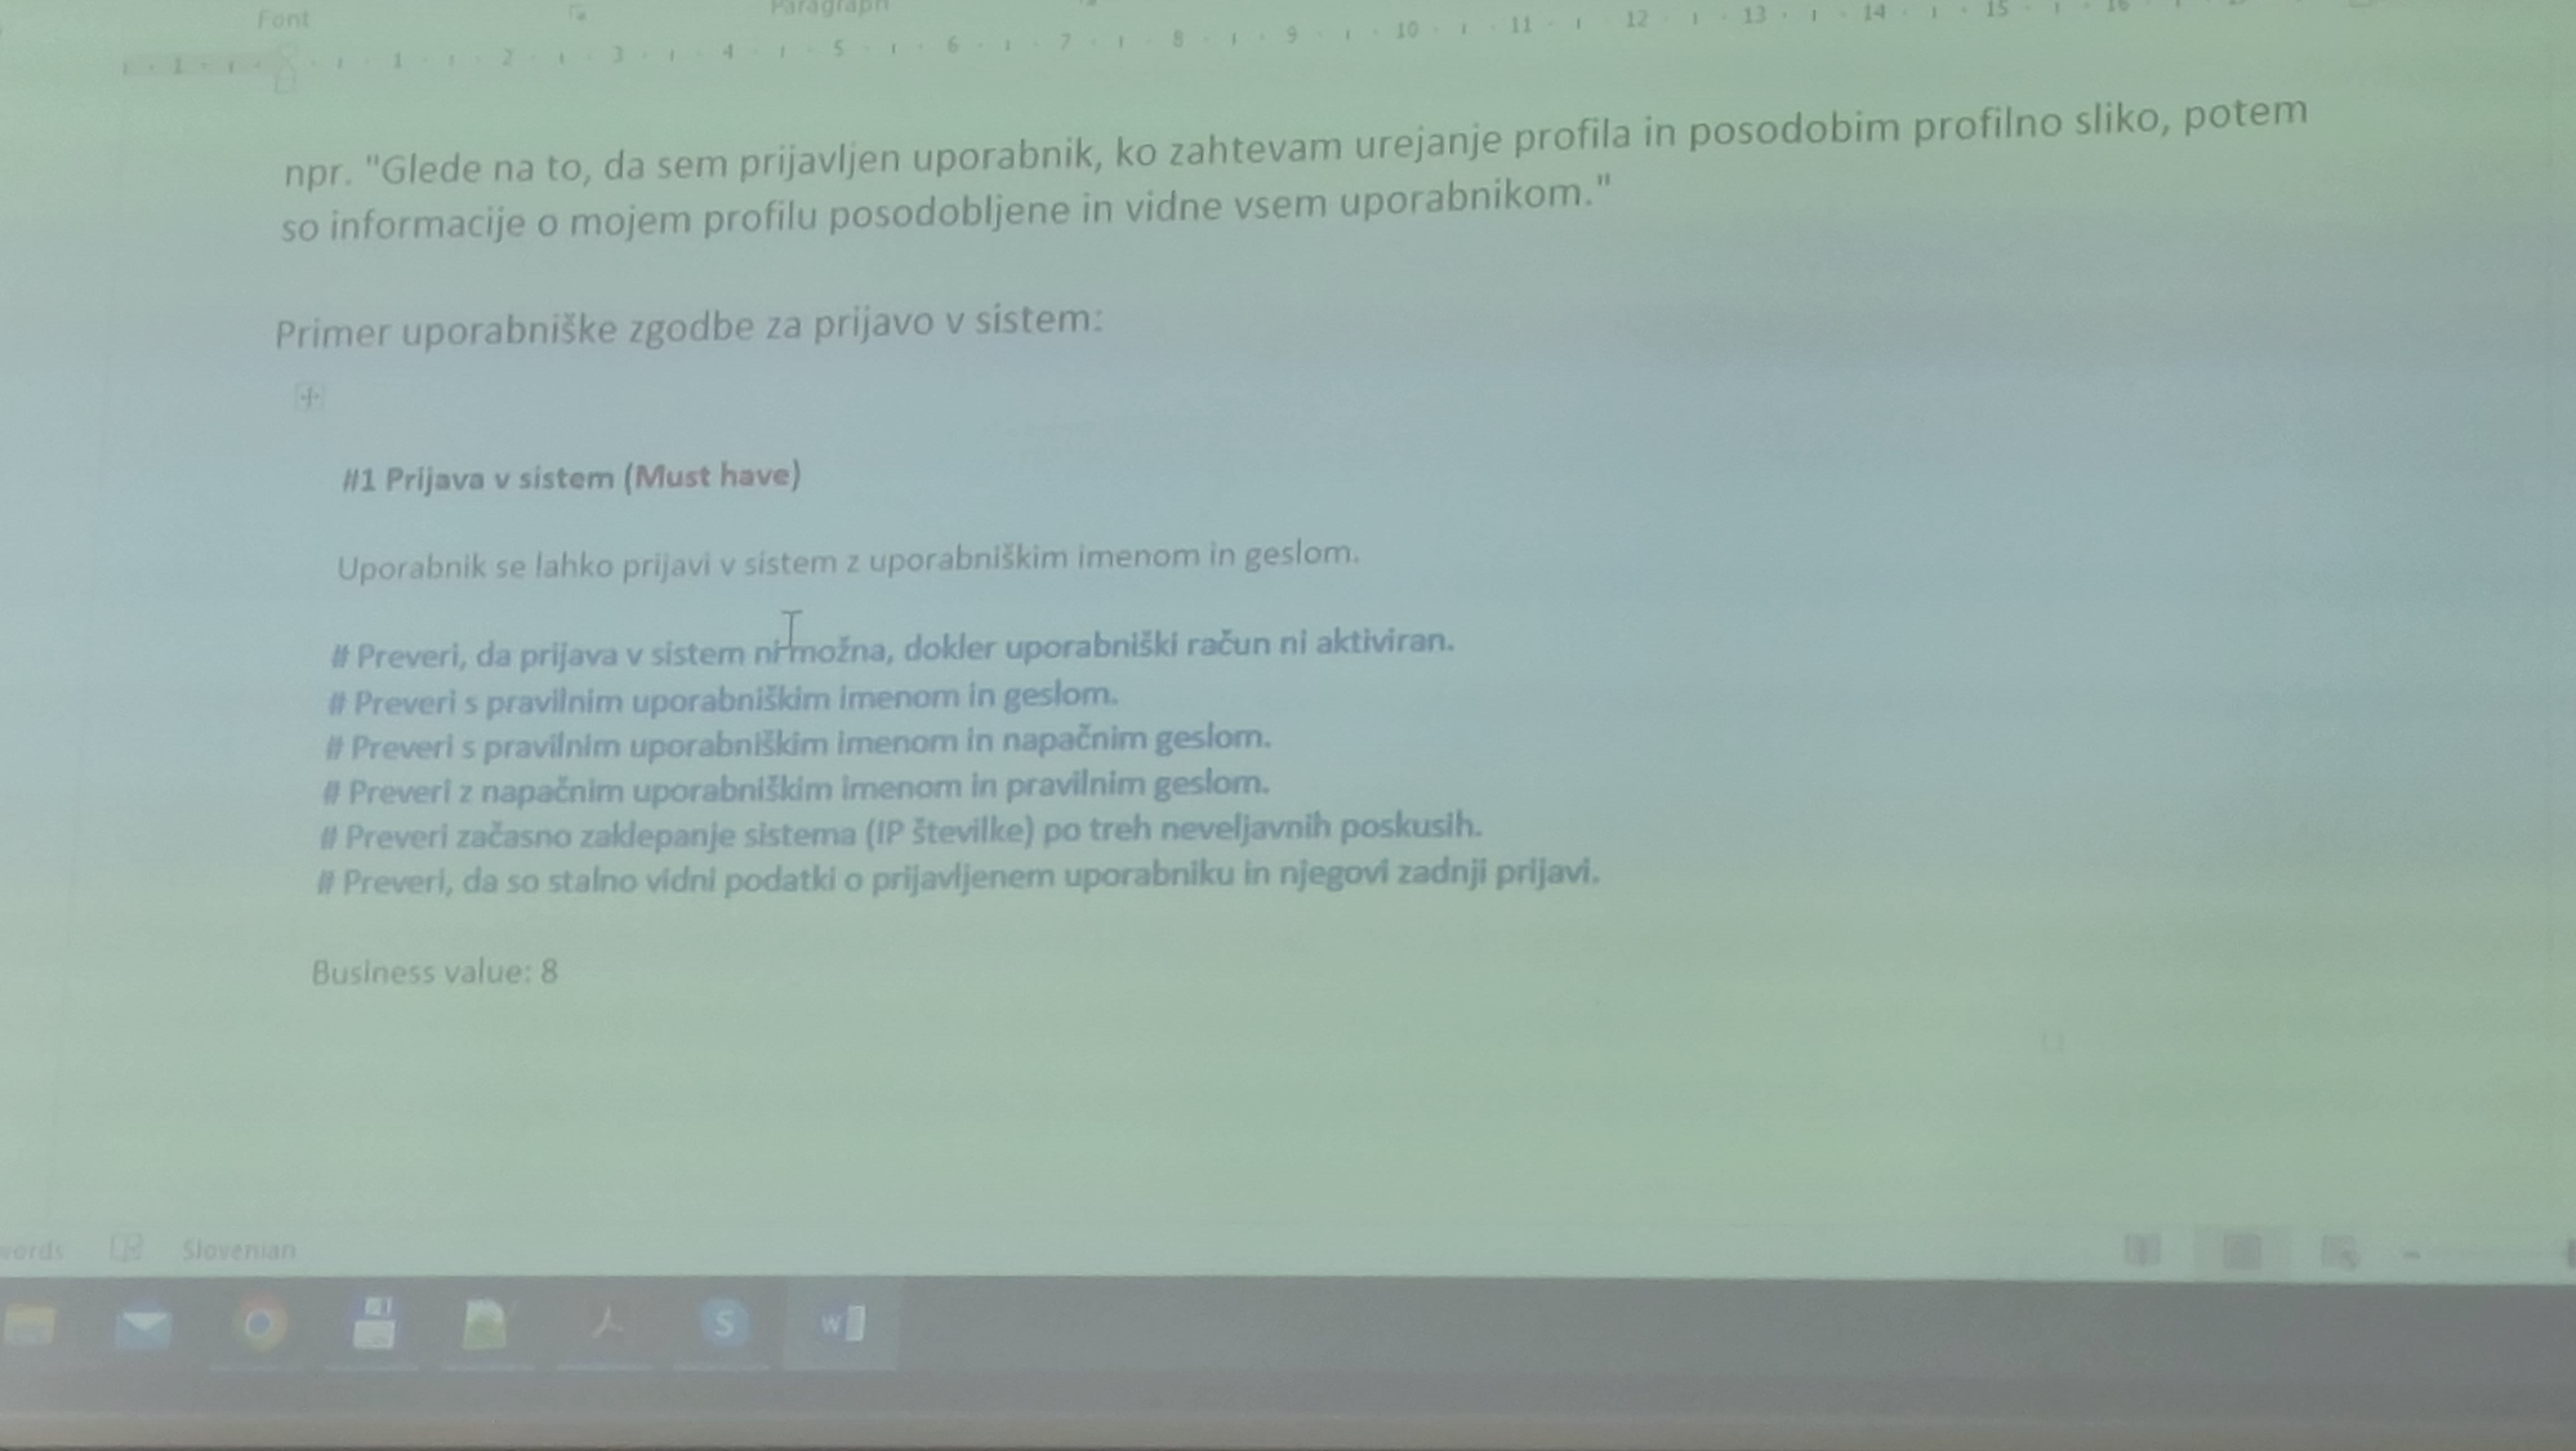 Font
Paragraph
1 1 2 3 4 5 6 7 8 9 10 11 12 13 14 15 16
npr. "Glede na to, da sem prijavljen uporabnik, ko zahtevam urejanje profila in posodobim profilno sliko, potem
so informacije o mojem profilu posodobljene in vidne vsem uporabnikom."
Primer uporabniške zgodbe za prijavo v sistem:
#1 Prijava v sistem (Must have)
Uporabnik se lahko prijavi v sistem z uporabniškim imenom in geslom.
# Preveri, da prijava v sistem ni možna, dokler uporabniški račun ni aktiviran.
# Preveri s pravilnim uporabniškim imenom in geslom.
# Preveri s pravilnim uporabniškim imenom in napačnim geslom.
# Preveri z napačnim uporabniškim imenom in pravilnim geslom.
# Preveri začasno zaklepanje sistema (IP številke) po treh neveljavnih poskusih.
# Preveri, da so stalno vidni podatki o prijavljenem uporabniku in njegovi zadnji prijavi.
Business value: 8
words Slovenian
S W